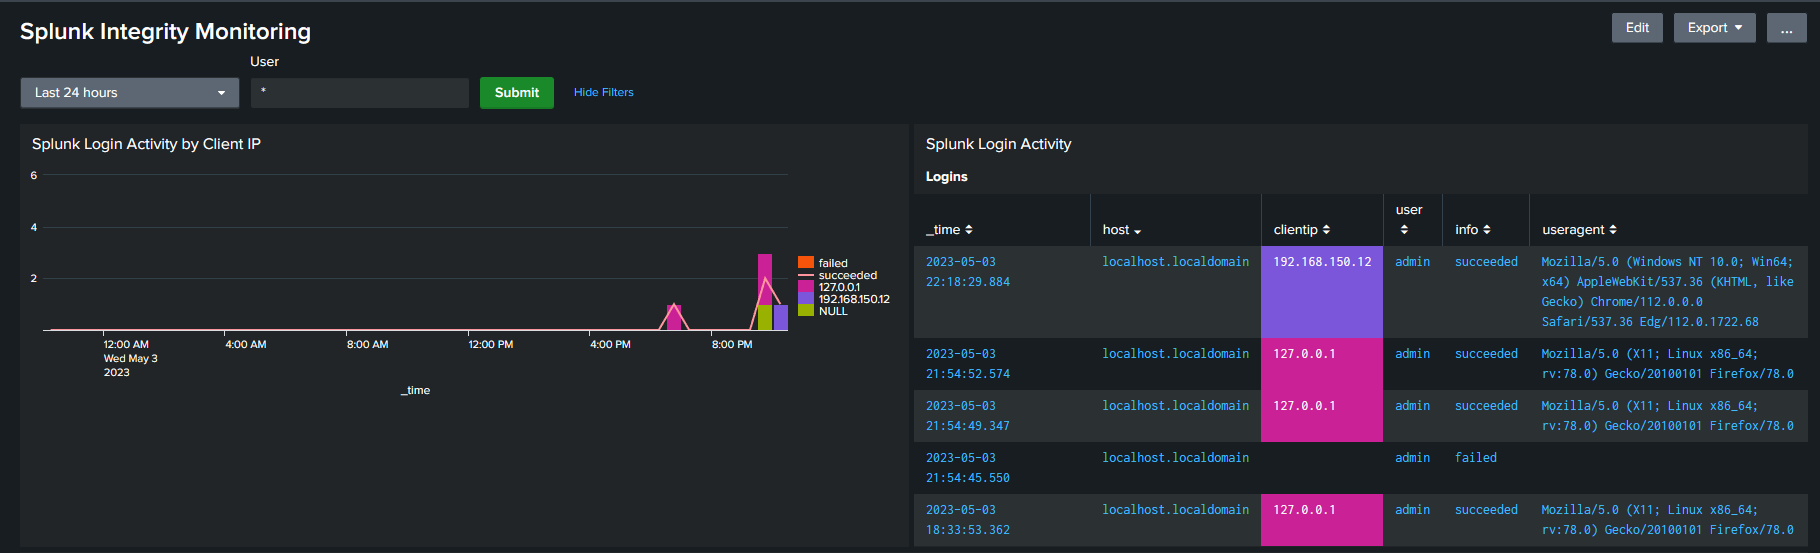 Splunk Integrity Monitoring
Edit
Export
...
User
Last 24 hours
*
Submit
Hide Filters
Splunk Login Activity by Client IP
6
4
2
12:00 AM
Wed May 3
2023
4:00 AM
8:00 AM
12:00 PM
4:00 PM
8:00 PM
_time
failed
succeeded
127.0.0.1
192.168.150.12
NULL
Splunk Login Activity
Logins
_time host clientip user info useragent
2023-05-03 localhost.localdomain 192.168.150.12 admin succeeded Mozilla/5.0 (Windows NT 10.0; Win64;
22:18:29.884 x64) AppleWebKit/537.36 (KHTML, like
Gecko) Chrome/112.0.0.0
Safari/537.36 Edg/112.0.1722.68
2023-05-03 localhost.localdomain 127.0.0.1 admin succeeded Mozilla/5.0 (X11; Linux x86_64;
21:54:52.574 rv:78.0) Gecko/20100101 Firefox/78.0
2023-05-03 localhost.localdomain 127.0.0.1 admin succeeded Mozilla/5.0 (X11; Linux x86_64;
21:54:49.347 rv:78.0) Gecko/20100101 Firefox/78.0
2023-05-03 localhost.localdomain admin failed
21:54:45.550
2023-05-03 localhost.localdomain 127.0.0.1 admin succeeded Mozilla/5.0 (X11; Linux x86_64;
18:33:53.362 rv:78.0) Gecko/20100101 Firefox/78.0